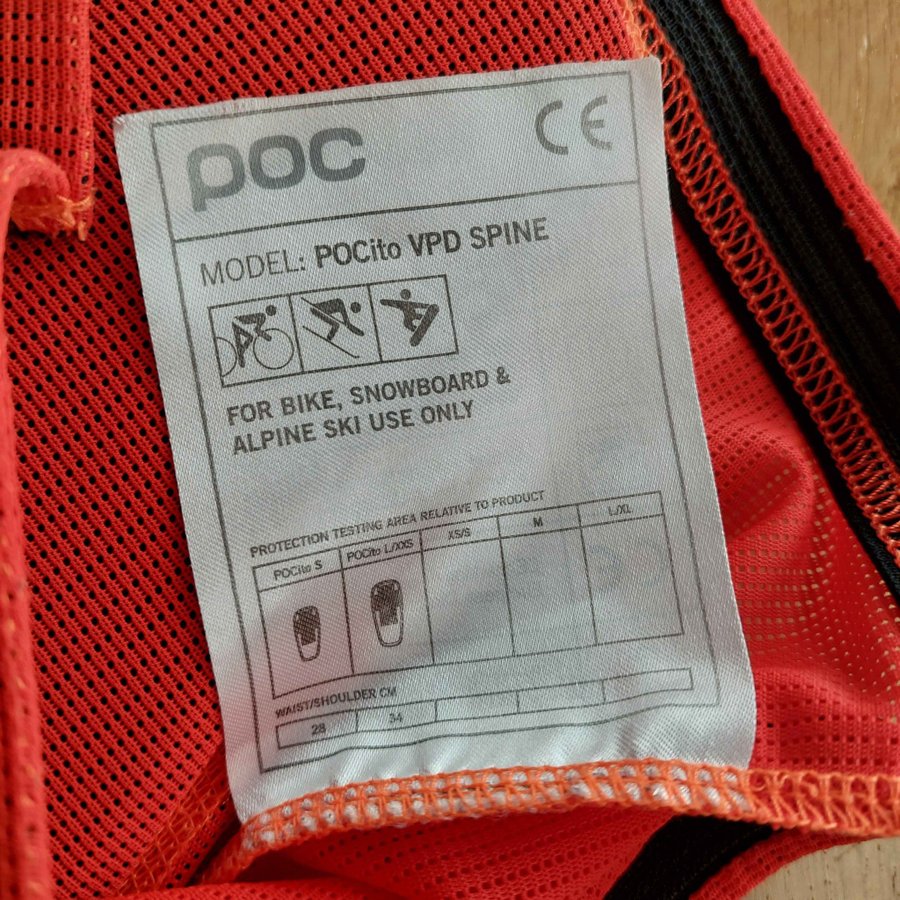 poc CE
MODEL: POCito VPD SPINE
FOR BIKE, SNOWBOARD &
ALPINE SKI USE ONLY
PROTECTION TESTING AREA RELATIVE TO PRODUCT
POCito S POCito L/XXS XS/S M L/XL
WAIST/SHOULDER CM
28 34